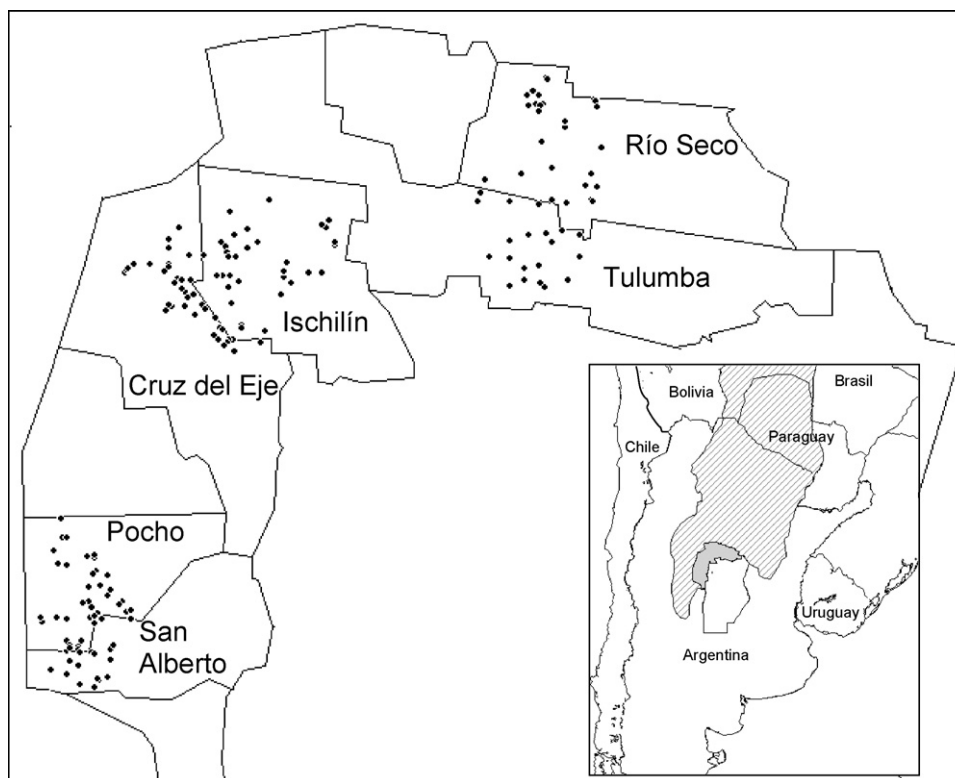 Río Seco
Tulumba
Ischilín
Cruz del Eje
Pocho
San
Alberto
Bolivia
Brasil
Paraguay
Chile
Uruguay
Argentina